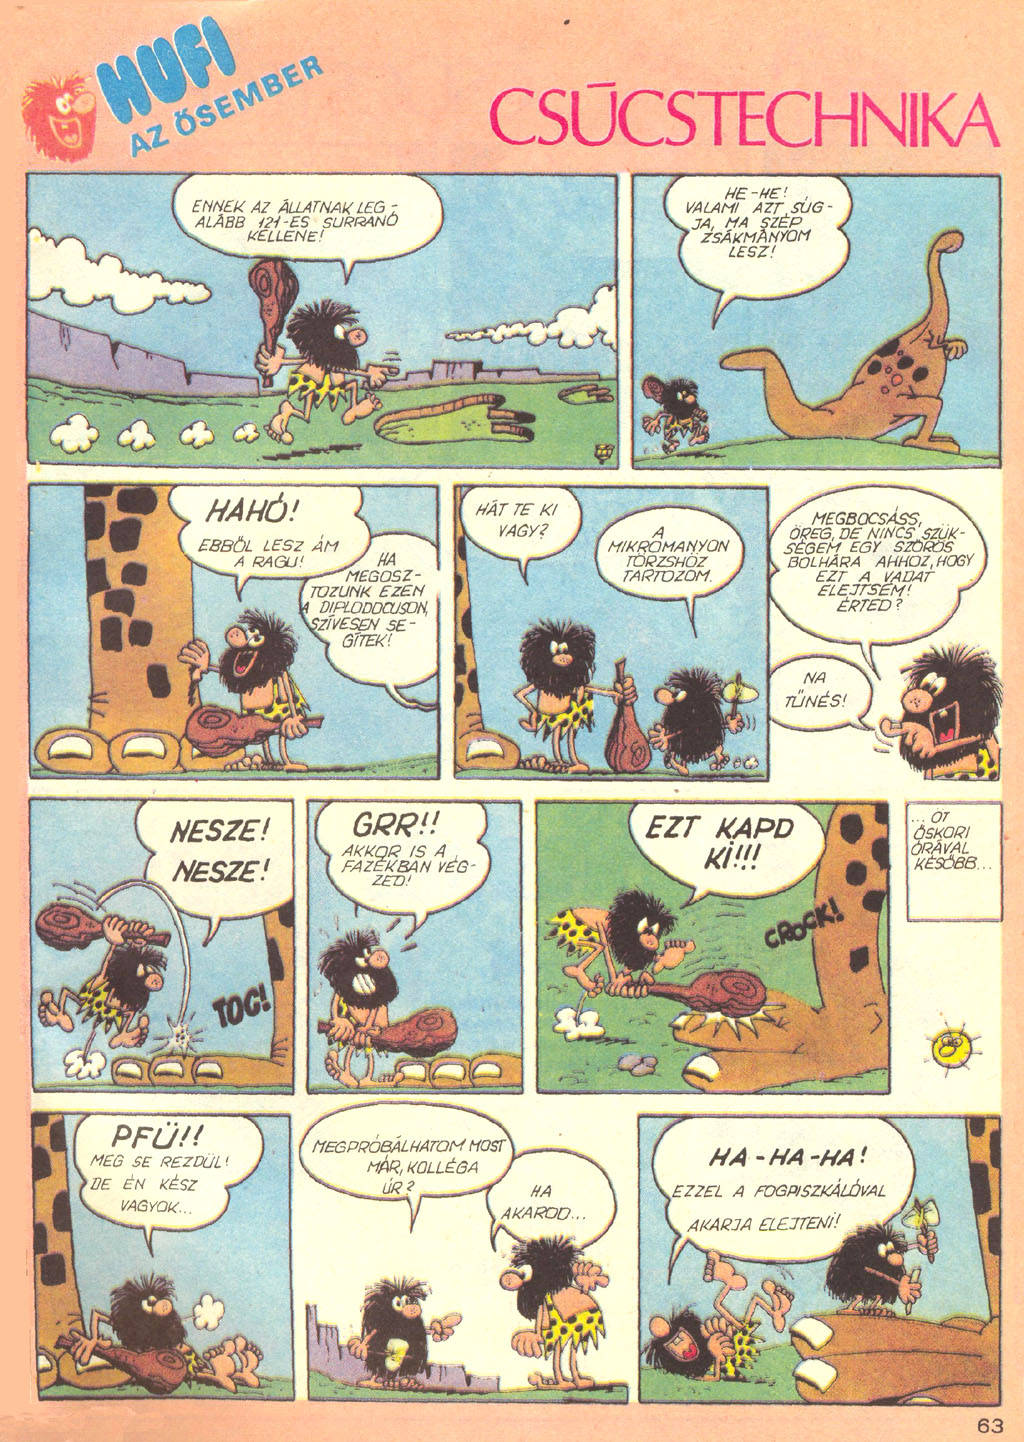 HUFI
AZ ŐSEMBER
CSÚCSTECHNIKA
ENNEK AZ ÁLLATNAK LEG-
ALÁBB 121-ES SURRANÓ
KELLENE!
HE-HE!
VALAMI AZT SÚG-
JA, MA SZÉP
ZSÁKMÁNYOM
LESZ!
HAHÓ!
EBBŐL LESZ ÁM
A RAGU!
HA
MEGOSZ-
TOZUNK EZEN
A DIPLODOCUSON,
SZÍVESEN SE-
GÍTEK!
HÁT TE KI
VAGY?
A
MIKROMANYON
TÖRZSHÖZ
TARTOZOM.
MEGBOCSÁSS,
ÖREG, DE NINCS SZÜK-
SÉGEM EGY SZŐRÖS
BOLHÁRA AHHOZ, HOGY
EZT A VADAT
ELEJTSEM!
ÉRTED?
NA
TŰNÉS!
NESZE!
NESZE!
TOC!
GRR!!
AKKOR IS A
FAZÉKBAN VÉG-
ZED!
EZT KAPD
KI!!!
CROCK!
... ÖT
ŐSKORI
ÓRÁVAL
KÉSŐBB...
PFÜ!!
MÉG SE REZDÜL!
DE ÉN KÉSZ
VAGYOK...
MEGPRÓBÁLHATOM MOST
MÁR, KOLLÉGA
ÚR?
HA
AKAROD...
HA-HA-HA!
EZZEL A FOGPISZKÁLÓVAL
AKARJA ELEJTENI!
63